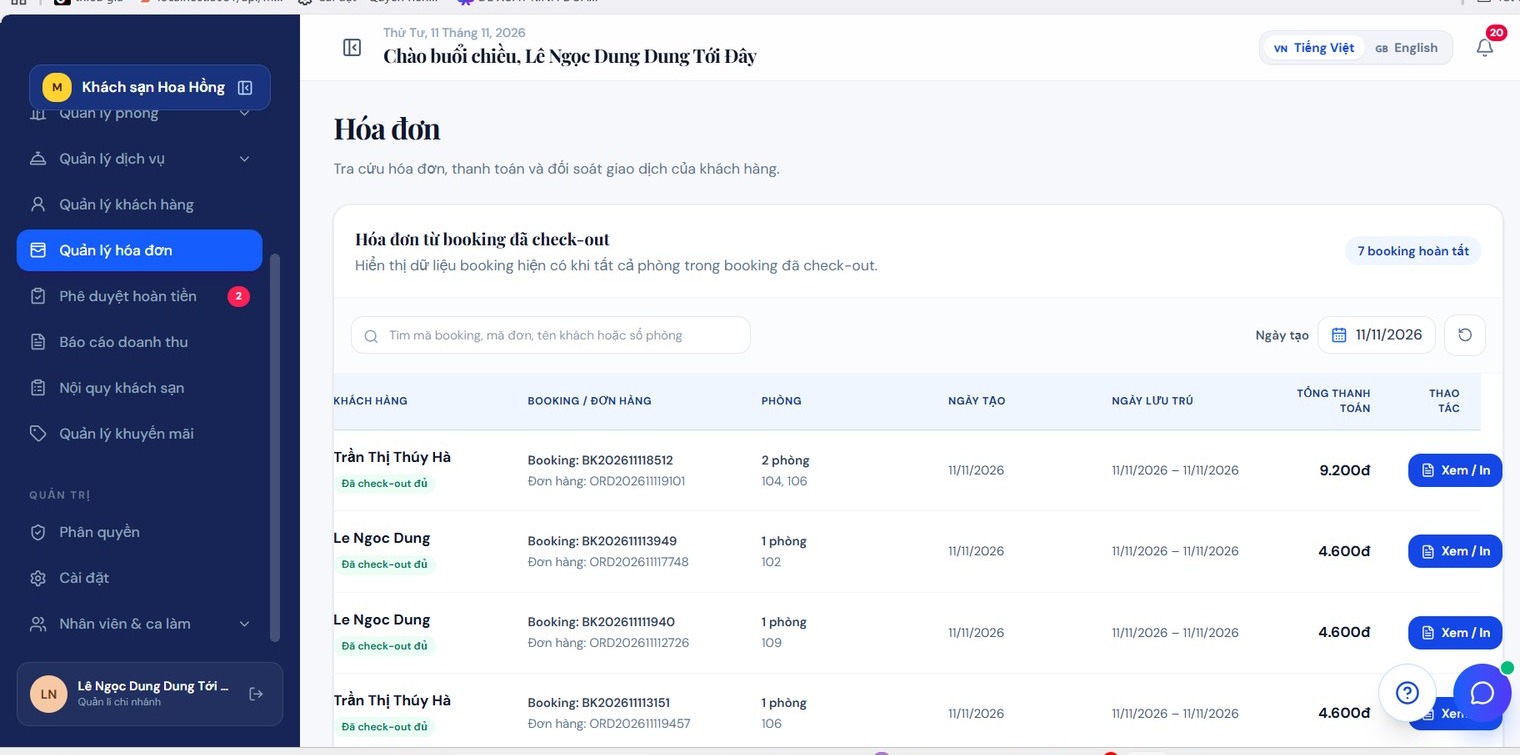 Thứ Tư, 11 Tháng 11, 2026
Chào buổi chiều, Lê Ngọc Dung Dung Tới Đây
VN Tiếng Việt
GB English
20
M
Khách sạn Hoa Hồng
Quản lý phòng
Quản lý dịch vụ
Quản lý khách hàng
Quản lý hóa đơn
Phê duyệt hoàn tiền
2
Báo cáo doanh thu
Nội quy khách sạn
Quản lý khuyến mãi
QUẢN TRỊ
Phân quyền
Cài đặt
Nhân viên & ca làm
LN
Lê Ngọc Dung Dung Tới ...
Quản lí chi nhánh
Hóa đơn
Tra cứu hóa đơn, thanh toán và đối soát giao dịch của khách hàng.
Hóa đơn từ booking đã check-out
Hiển thị dữ liệu booking hiện có khi tất cả phòng trong booking đã check-out.
7 booking hoàn tất
Tìm mã booking, mã đơn, tên khách hoặc số phòng
Ngày tạo
11/11/2026
KHÁCH HÀNG
BOOKING / ĐƠN HÀNG
PHÒNG
NGÀY TẠO
NGÀY LƯU TRÚ
TỔNG THANH
TOÁN
THAO
TÁC
Trần Thị Thúy Hà
Đã check-out đủ
Booking: BK202611118512
Đơn hàng: ORD202611119101
2 phòng
104, 106
11/11/2026
11/11/2026 – 11/11/2026
9.200đ
Xem / In
Le Ngoc Dung
Đã check-out đủ
Booking: BK202611113949
Đơn hàng: ORD202611117748
1 phòng
102
11/11/2026
11/11/2026 – 11/11/2026
4.600đ
Xem / In
Le Ngoc Dung
Đã check-out đủ
Booking: BK202611111940
Đơn hàng: ORD202611112726
1 phòng
109
11/11/2026
11/11/2026 – 11/11/2026
4.600đ
Xem / In
Trần Thị Thúy Hà
Đã check-out đủ
Booking: BK202611113151
Đơn hàng: ORD202611119457
1 phòng
106
11/11/2026
11/11/2026 – 11/11/2026
4.600đ